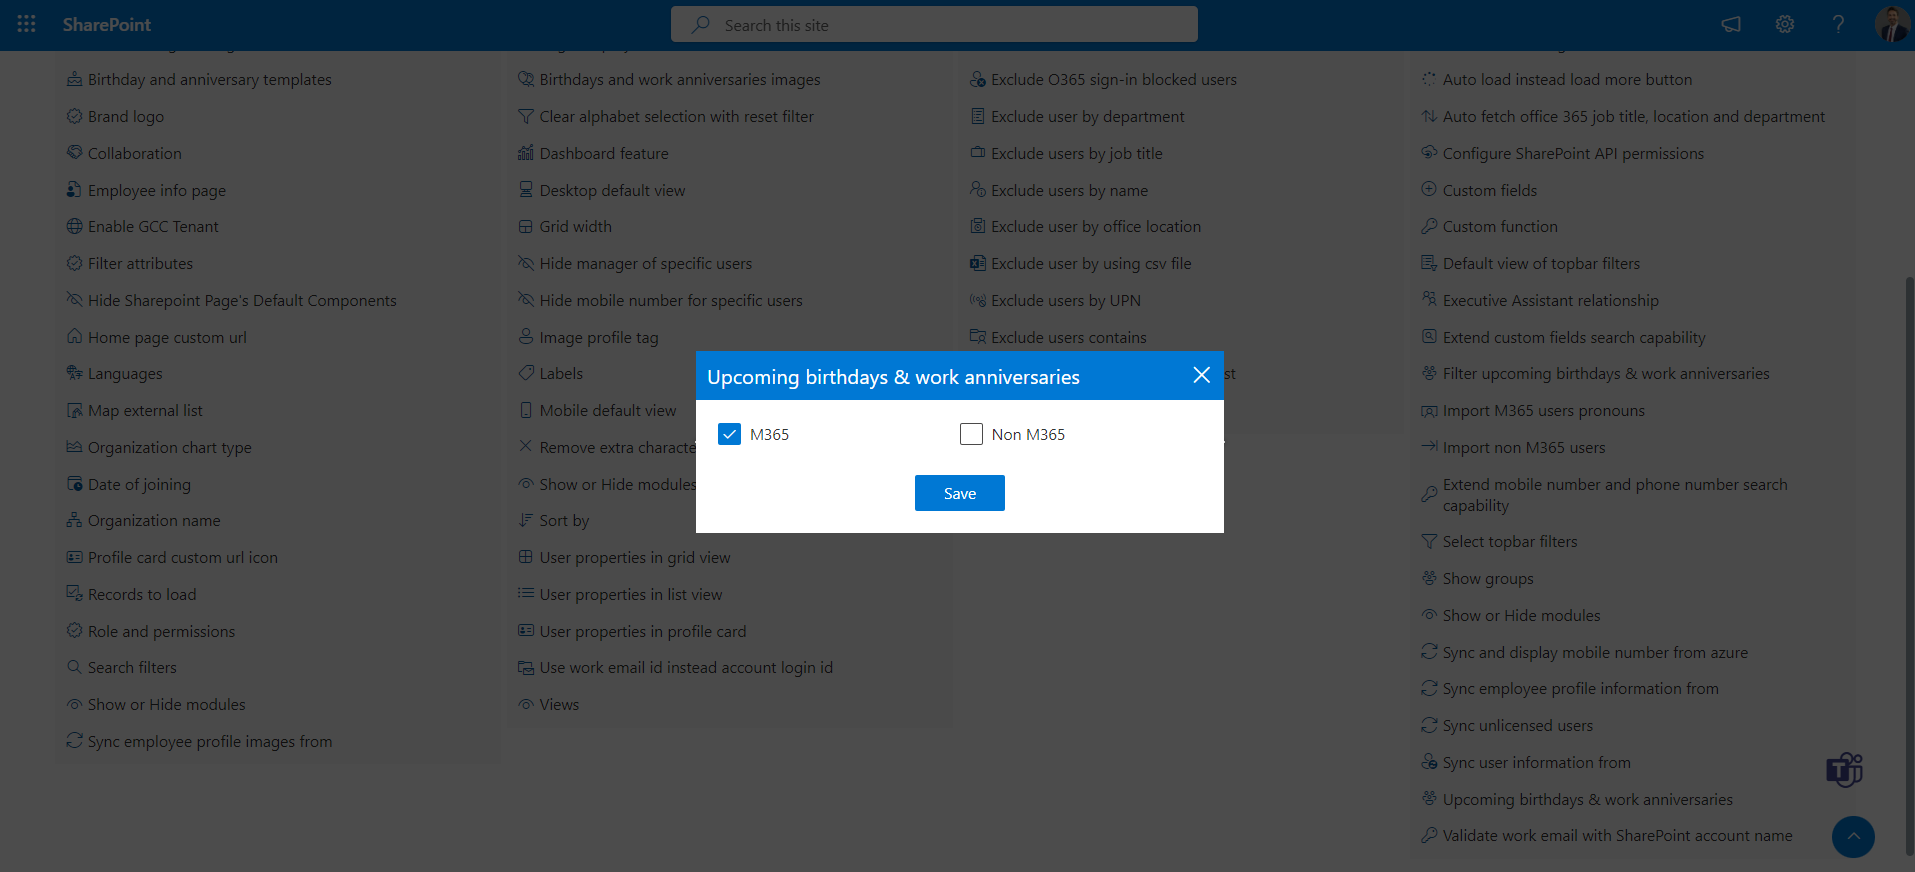 SharePoint
Search this site
Birthday and anniversary templates
Brand logo
Collaboration
Employee info page
Enable GCC Tenant
Filter attributes
Hide Sharepoint Page's Default Components
Home page custom url
Languages
Map external list
Organization chart type
Date of joining
Organization name
Profile card custom url icon
Records to load
Role and permissions
Search filters
Show or Hide modules
Sync employee profile images from
Birthdays and work anniversaries images
Clear alphabet selection with reset filter
Dashboard feature
Desktop default view
Grid width
Hide manager of specific users
Hide mobile number for specific users
Image profile tag
Labels
Mobile default view
Remove extra characte
Show or Hide modules
Sort by
User properties in grid view
User properties in list view
User properties in profile card
Use work email id instead account login id
Views
Exclude O365 sign-in blocked users
Exclude user by department
Exclude users by job title
Exclude users by name
Exclude user by office location
Exclude user by using csv file
Exclude users by UPN
Exclude users contains
st
Auto load instead load more button
Auto fetch office 365 job title, location and department
Configure SharePoint API permissions
Custom fields
Custom function
Default view of topbar filters
Executive Assistant relationship
Extend custom fields search capability
Filter upcoming birthdays & work anniversaries
Import M365 users pronouns
Import non M365 users
Extend mobile number and phone number search
capability
Select topbar filters
Show groups
Show or Hide modules
Sync and display mobile number from azure
Sync employee profile information from
Sync unlicensed users
Sync user information from
Upcoming birthdays & work anniversaries
Validate work email with SharePoint account name
Upcoming birthdays & work anniversaries
M365
Non M365
Save